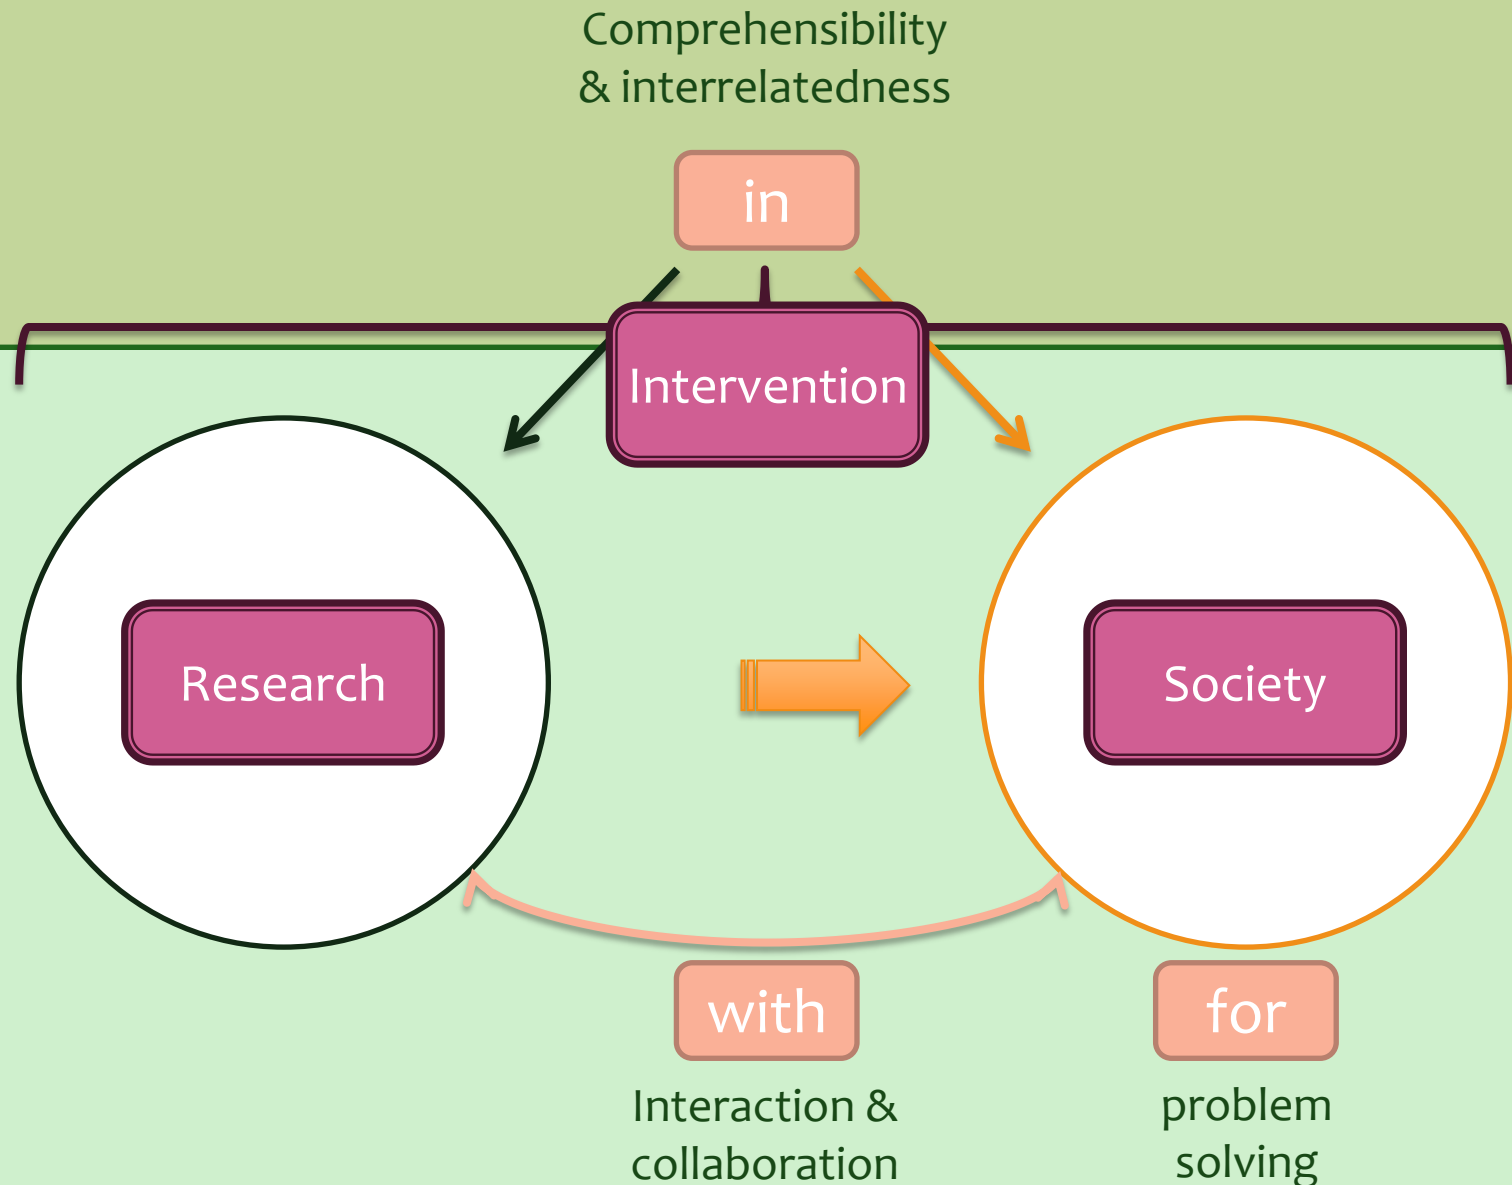 Comprehensibility
& interrelatedness
in
Intervention
Research
Society
with
for
Interaction &
collaboration
problem
solving